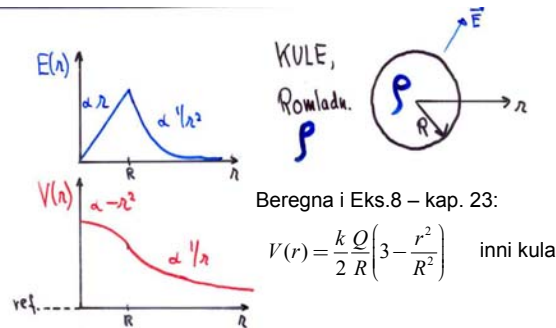 E(r)
α r
α 1/r²
R
r
KULE,
Romladn.
ρ
E⃗
ρ
R
r
V(r)
α -r²
α 1/r
ref.
R
r
Beregna i Eks.8 – kap. 23:
V(r) = k/2 Q/R (3 − r²/R²) inni kula